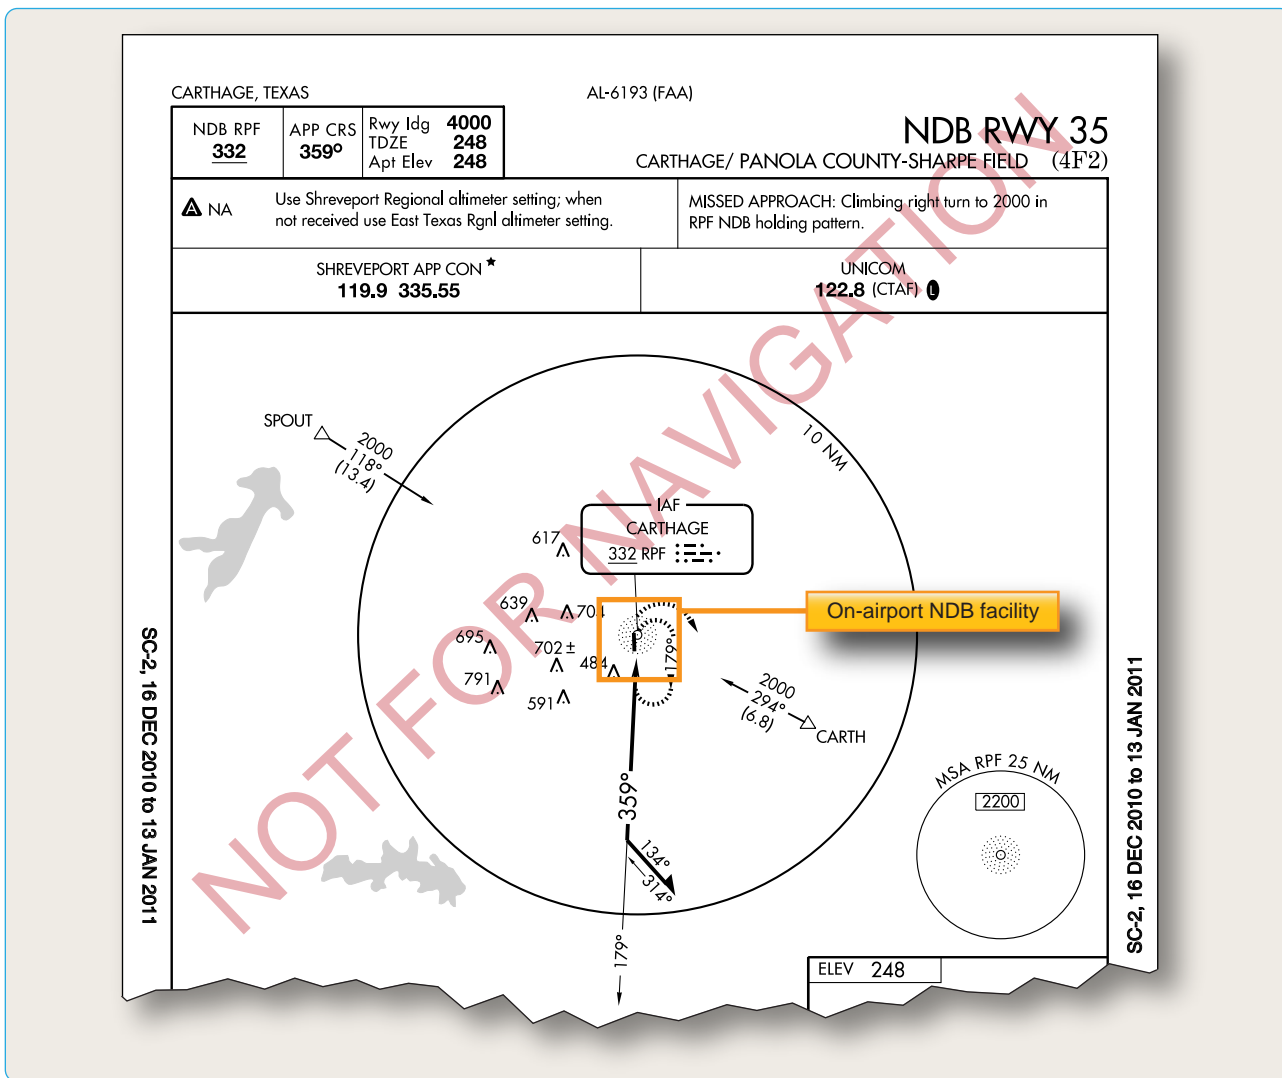 CARTHAGE, TEXAS
AL-6193 (FAA)
NDB RPF
332
APP CRS
359°
Rwy ldg 4000
TDZE 248
Apt Elev 248
NDB RWY 35
CARTHAGE/ PANOLA COUNTY-SHARPE FIELD (4F2)
A NA
Use Shreveport Regional altimeter setting; when
not received use East Texas Rgnl altimeter setting.
MISSED APPROACH: Climbing right turn to 2000 in
RPF NDB holding pattern.
SHREVEPORT APP CON ★
119.9 335.55
UNICOM
122.8 (CTAF) L
NOT FOR NAVIGATION
10 NM
SPOUT
2000
118°
(13.4)
IAF
CARTHAGE
332 RPF
617
639
704
695
702 ±
484
791
591
179°
On-airport NDB facility
2000
294°
(6.8)
CARTH
359°
134°
314°
179°
MSA RPF 25 NM
2200
ELEV 248
SC-2, 16 DEC 2010 to 13 JAN 2011
SC-2, 16 DEC 2010 to 13 JAN 2011